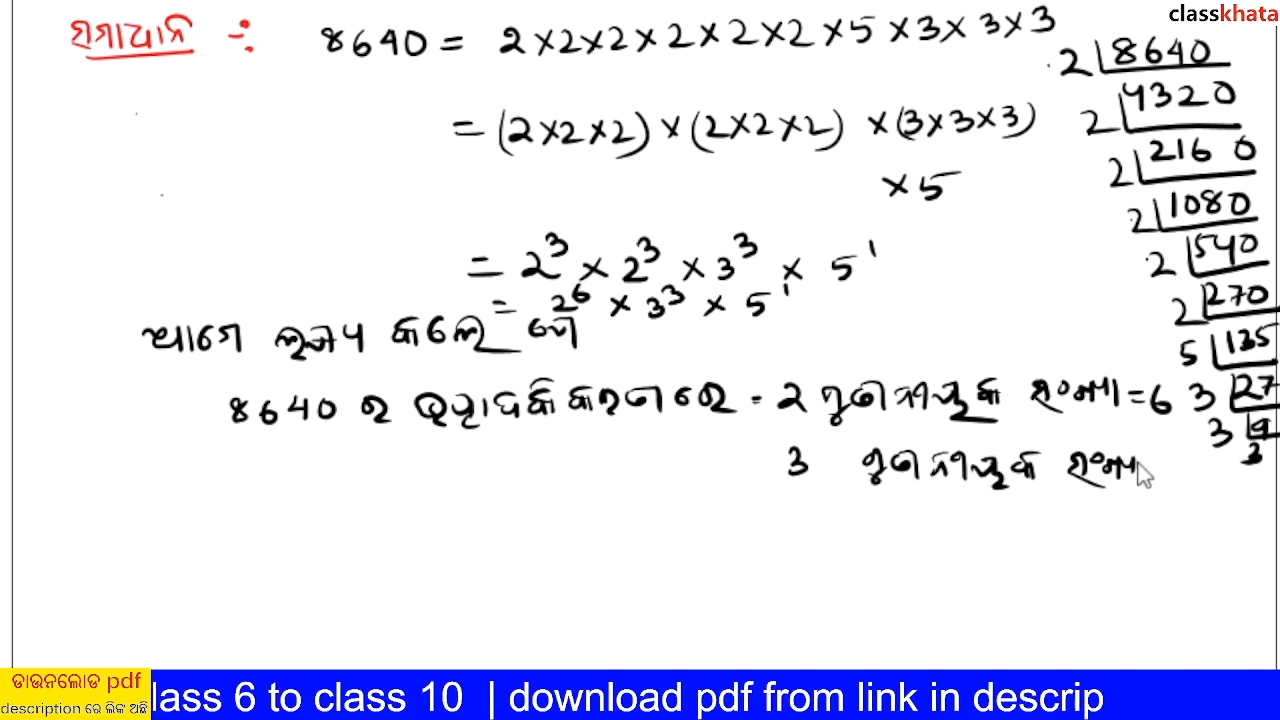 classkhata
ସମାଧାନ -: 8640 = 2×2×2×2×2×2×5×3×3×3
= (2×2×2)×(2×2×2) ×(3×3×3)
×5
= 2³ × 2³ × 3³ × 5¹
= 2⁶ × 3³ × 5¹
ଆମେ ଲକ୍ଷ୍ୟ କଲେ ଯେ
8640 ର ଉତ୍ପାଦକୀକରଣରେ - 2 ଗୁଣନୀୟକ ସଂଖ୍ୟା = 6
3 ଗୁଣନୀୟକ ସଂଖ୍ୟା
2 8640
2 4320
2 2160
2 1080
2 540
2 270
5 135
3 27
3 9
3
ଡାଉନଲୋଡ pdf
description ରେ ଲିଙ୍କ ଅଛି
lass 6 to class 10 | download pdf from link in descrip